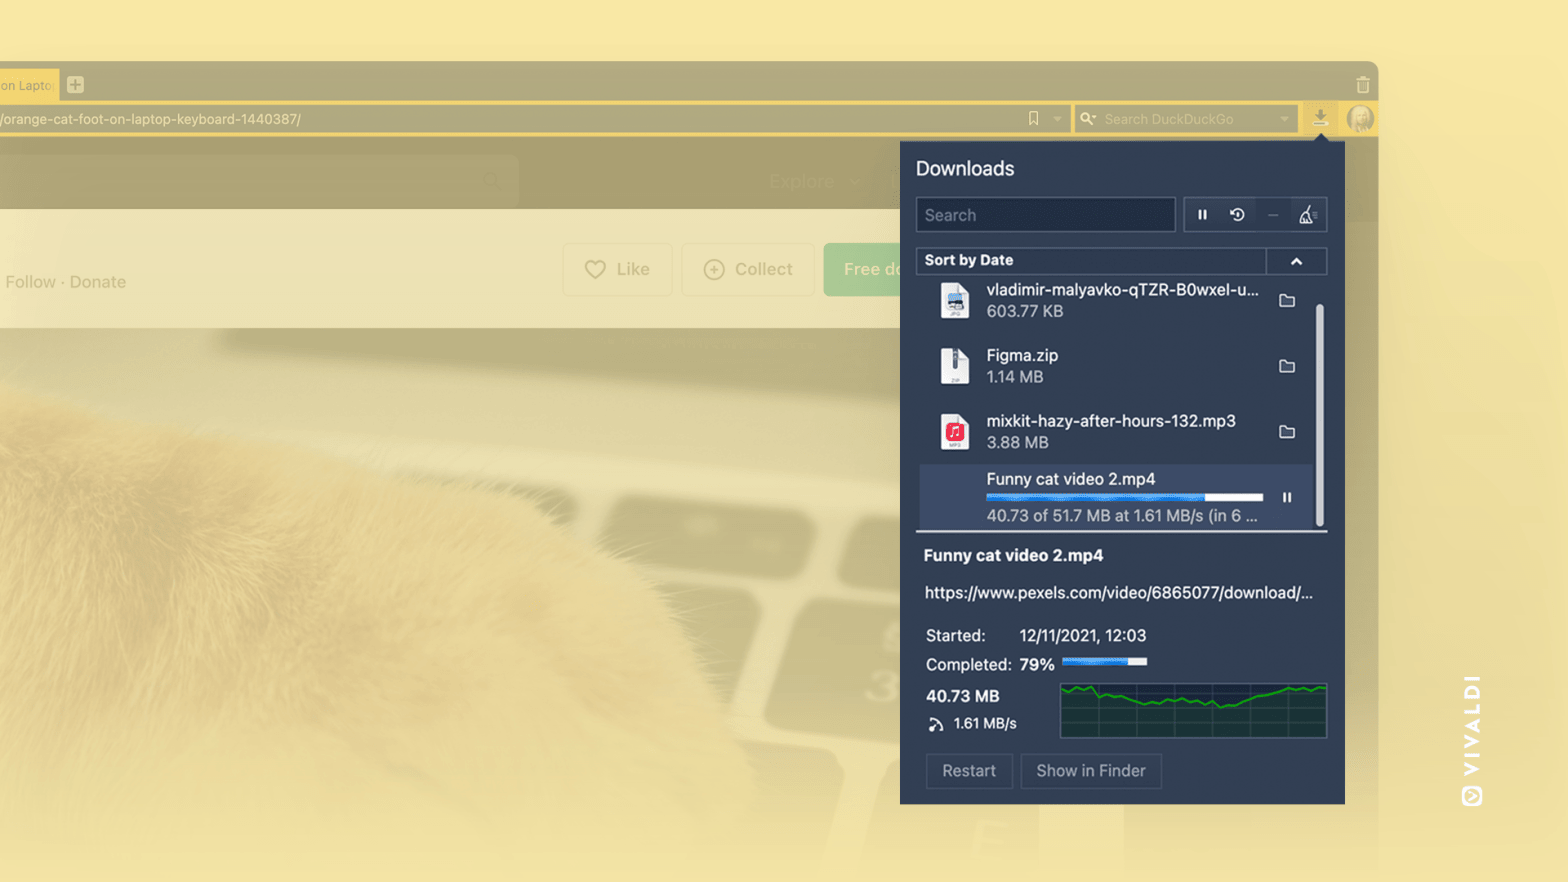 on Lapto
/orange-cat-foot-on-laptop-keyboard-1440387/
Search DuckDuckGo
Explore
Follow · Donate
Like
Collect
Free do
Downloads
Search
Sort by Date
vladimir-malyavko-qTZR-B0wxel-u...
JPG
603.77 KB
Figma.zip
ZIP
1.14 MB
mixkit-hazy-after-hours-132.mp3
MP3
3.88 MB
Funny cat video 2.mp4
40.73 of 51.7 MB at 1.61 MB/s (in 6 ...
Funny cat video 2.mp4
https://www.pexels.com/video/6865077/download/...
Started: 12/11/2021, 12:03
Completed: 79%
40.73 MB
1.61 MB/s
Restart
Show in Finder
VIVALDI